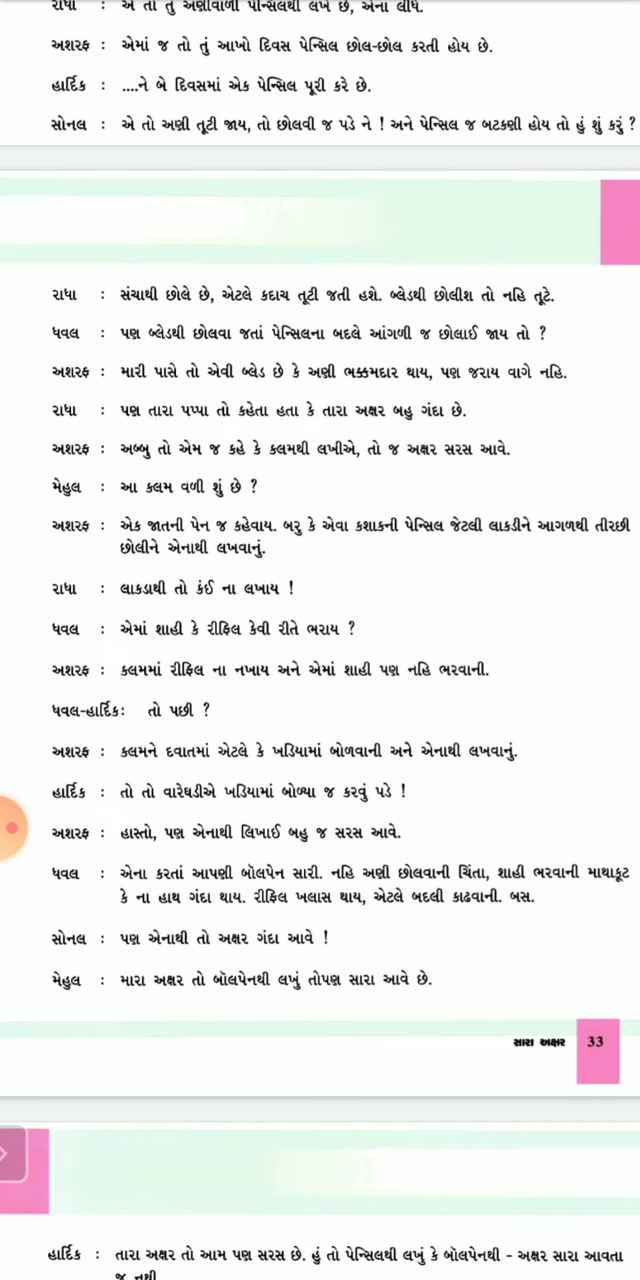 રાધા : એ તો તું અણીવાળી પેન્સિલથી લખે છે, એના લીધે.
અશરફ : એમાં જ તો તું આખો દિવસ પેન્સિલ છોલ-છોલ કરતી હોય છે.
હાર્દિક : ....ને બે દિવસમાં એક પેન્સિલ પૂરી કરે છે.
સોનલ : એ તો અણી તૂટી જાય, તો છોલવી જ પડે ને ! અને પેન્સિલ જ બટકણી હોય તો હું શું કરું ?
રાધા : સંચાથી છોલે છે, એટલે કદાચ તૂટી જતી હશે. બ્લેડથી છોલીશ તો નહિ તૂટે.
ધવલ : પણ બ્લેડથી છોલવા જતાં પેન્સિલના બદલે આંગળી જ છોલાઈ જાય તો ?
અશરફ : મારી પાસે તો એવી બ્લેડ છે કે અણી ભક્કમદાર થાય, પણ જરાય વાગે નહિ.
રાધા : પણ તારા પપ્પા તો કહેતા હતા કે તારા અક્ષર બહુ ગંદા છે.
અશરફ : અબ્બુ તો એમ જ કહે કે કલમથી લખીએ, તો જ અક્ષર સરસ આવે.
મેહુલ : આ કલમ વળી શું છે ?
અશરફ : એક જાતની પેન જ કહેવાય. બરુ કે એવા કશાકની પેન્સિલ જેટલી લાકડીને આગળથી તીરછી
છોલીને એનાથી લખવાનું.
રાધા : લાકડાથી તો કંઈ ના લખાય !
ધવલ : એમાં શાહી કે રીફિલ કેવી રીતે ભરાય ?
અશરફ : કલમમાં રીફિલ ના નખાય અને એમાં શાહી પણ નહિ ભરવાની.
ધવલ-હાર્દિક: તો પછી ?
અશરફ : કલમને દવાતમાં એટલે કે ખડિયામાં બોળવાની અને એનાથી લખવાનું.
હાર્દિક : તો તો વારેઘડીએ ખડિયામાં બોળ્યા જ કરવું પડે !
અશરફ : હાસ્તો, પણ એનાથી લિખાઈ બહુ જ સરસ આવે.
ધવલ : એના કરતાં આપણી બૉલપેન સારી. નહિ અણી છોલવાની ચિંતા, શાહી ભરવાની માથાકૂટ
કે ના હાથ ગંદા થાય. રીફિલ ખલાસ થાય, એટલે બદલી કાઢવાની. બસ.
સોનલ : પણ એનાથી તો અક્ષર ગંદા આવે !
મેહુલ : મારા અક્ષર તો બૉલપેનથી લખું તોપણ સારા આવે છે.
સારા અક્ષર 33
હાર્દિક : તારા અક્ષર તો આમ પણ સરસ છે. હું તો પેન્સિલથી લખું કે બૉલપેનથી - અક્ષર સારા આવતા
જ નથી